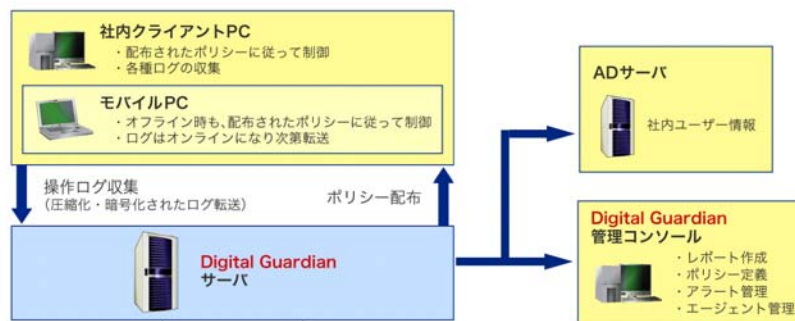 社内クライアントPC
・配布されたポリシーに従って制御
・各種ログの収集
モバイルPC
・オフライン時も、配布されたポリシーに従って制御
・ログはオンラインになり次第転送
操作ログ収集
(圧縮化・暗号化されたログ転送)
ポリシー配布
Digital Guardian
サーバ
ADサーバ
社内ユーザー情報
Digital Guardian
管理コンソール
・レポート作成
・ポリシー定義
・アラート管理
・エージェント管理